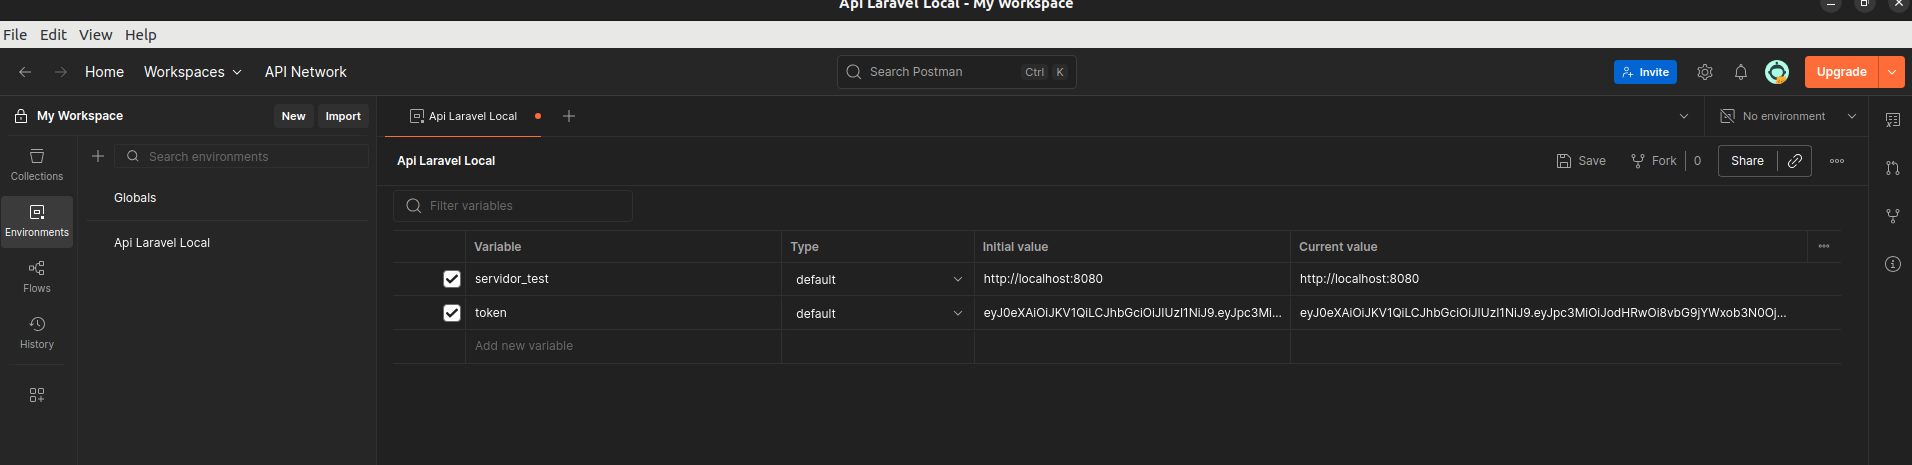 Api Laravel Local - My Workspace
File Edit View Help
Home Workspaces API Network
Search Postman Ctrl K
Invite
Upgrade
My Workspace New Import
Api Laravel Local
No environment
Search environments
Collections
Environments
Flows
History
Globals
Api Laravel Local
Api Laravel Local
Save Fork 0 Share
Filter variables
Variable Type Initial value Current value
servidor_test default http://localhost:8080 http://localhost:8080
token default eyJ0eXAiOiJKV1QiLCJhbGciOiJIUzI1NiJ9.eyJpc3Mi... eyJ0eXAiOiJKV1QiLCJhbGciOiJIUzI1NiJ9.eyJpc3MiOiJodHRwOi8vbG9jYWxob3N0Oj...
Add new variable